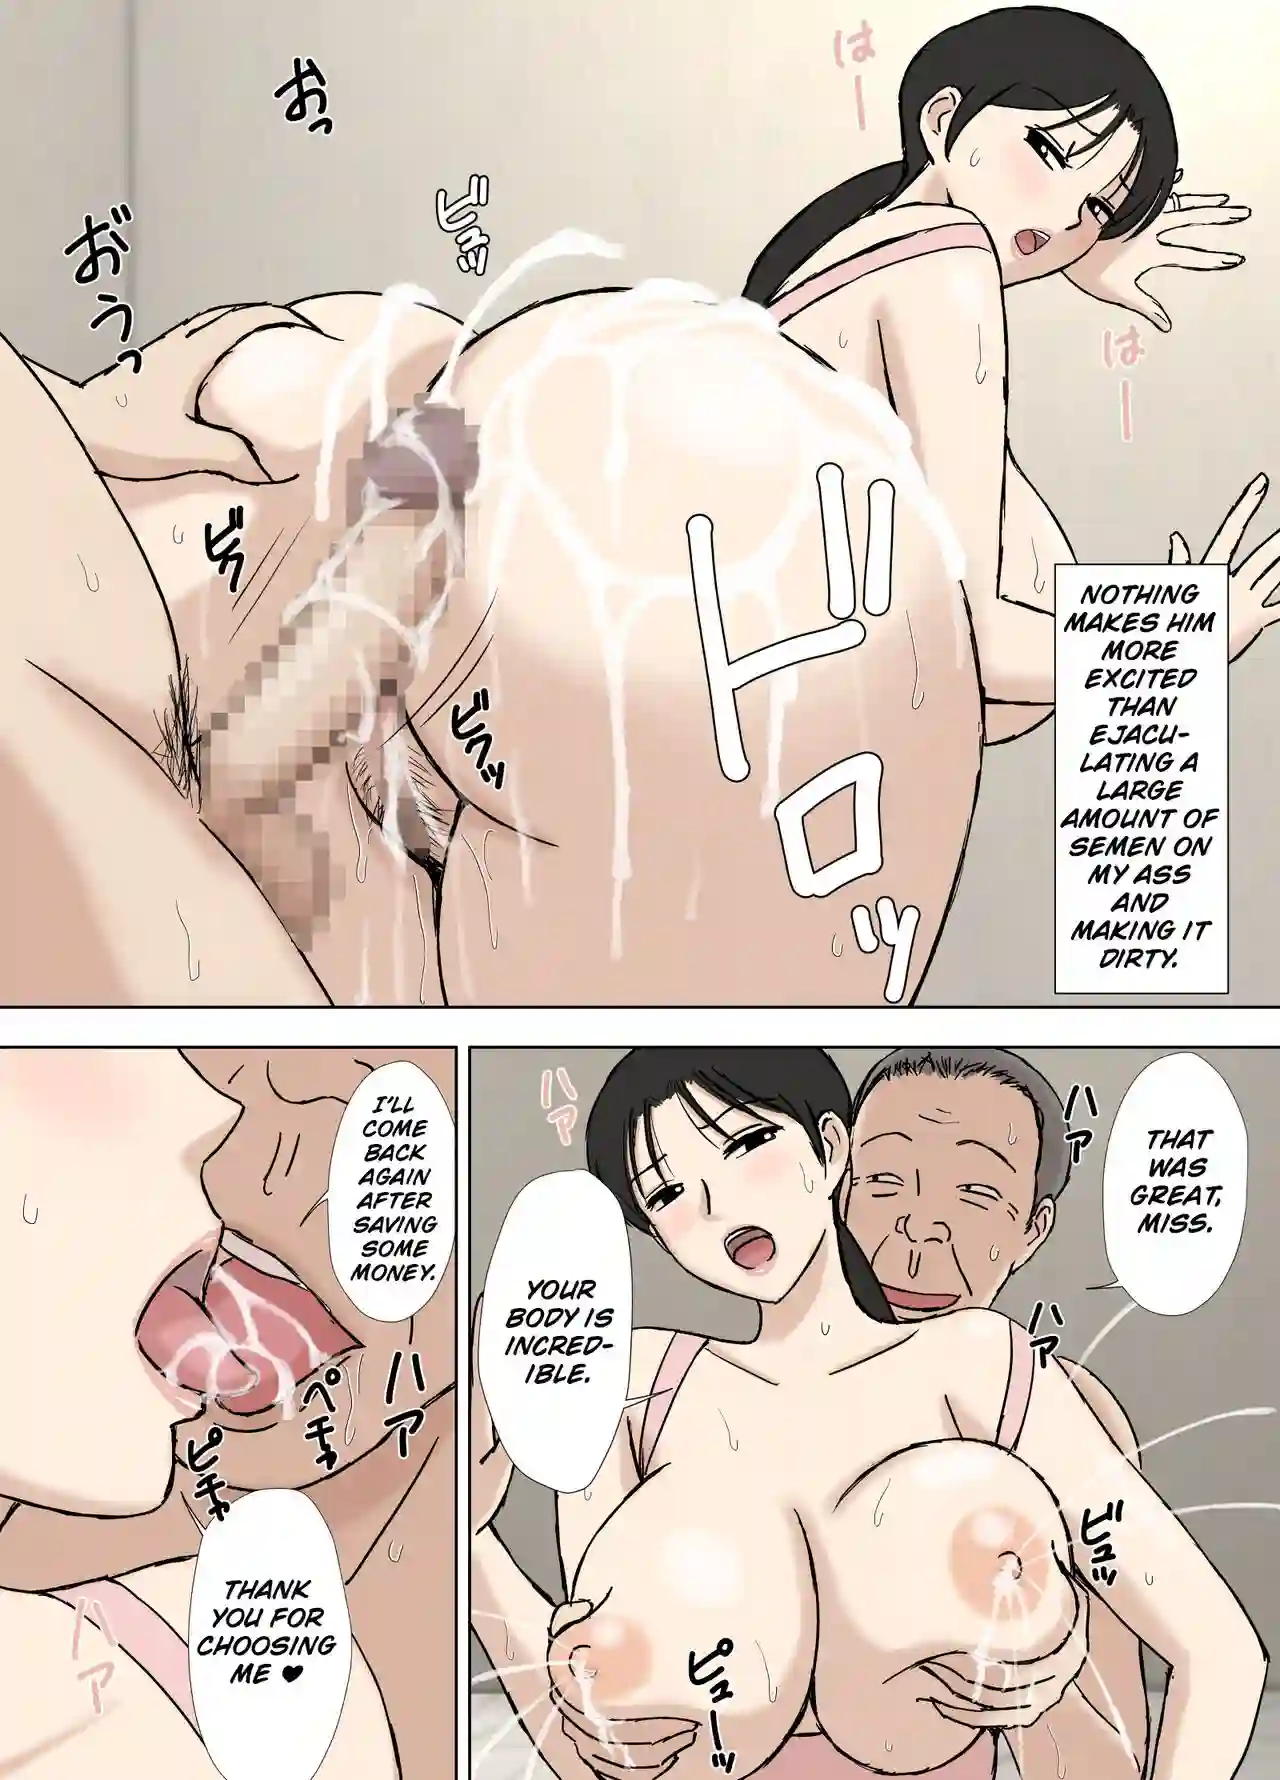 は
ー
おっ
おうっ
ビュッ
は
ー
ビクッ
ビクッ
ドロッ
NOTHING
MAKES HIM
MORE
EXCITED
THAN
EJACU-
LATING A
LARGE
AMOUNT OF
SEMEN ON
MY ASS
AND
MAKING IT
DIRTY.
THAT
WAS
GREAT,
MISS.
ハァ
ハァ
ハァ
YOUR
BODY IS
INCRED-
IBLE.
ビュッ
ピューッ
I'LL
COME
BACK
AGAIN
AFTER
SAVING
SOME
MONEY.
ハァ
ペチャ
ピチャ
ハァ
THANK
YOU FOR
CHOOSING
ME ♥